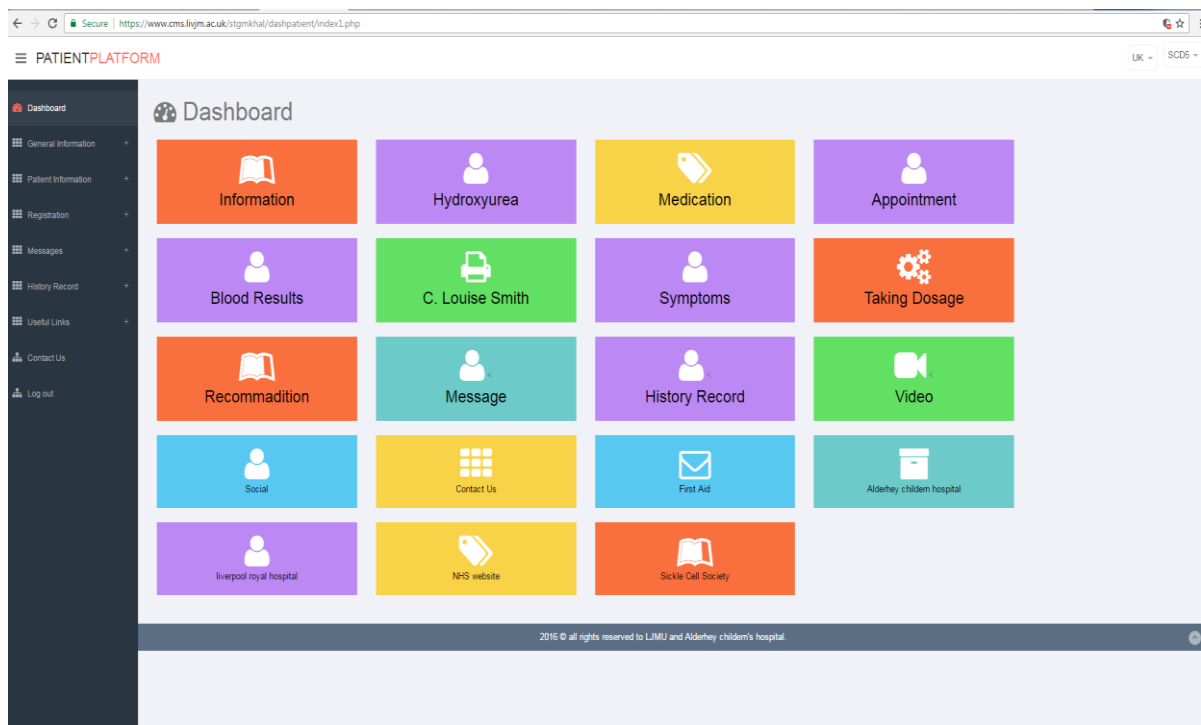 Secure | https://www.cms.livjm.ac.uk/stgmkhal/dashpatient/index1.php
PATIENTPLATFORM
UK
SCD5
Dashboard
General Information +
Patient Information +
Registration +
Messages +
History Record +
Useful Links +
Contact Us
Log out
Dashboard
Information
Hydroxyurea
Medication
Appointment
Blood Results
C. Louise Smith
Symptoms
Taking Dosage
Recommadition
Message
History Record
Video
Social
Contact Us
First Aid
Alderhey childern hospital
liverpool royal hospital
NHS website
Sickle Cell Society
2016 © all rights reserved to LJMU and Alderhey childern's hospital.